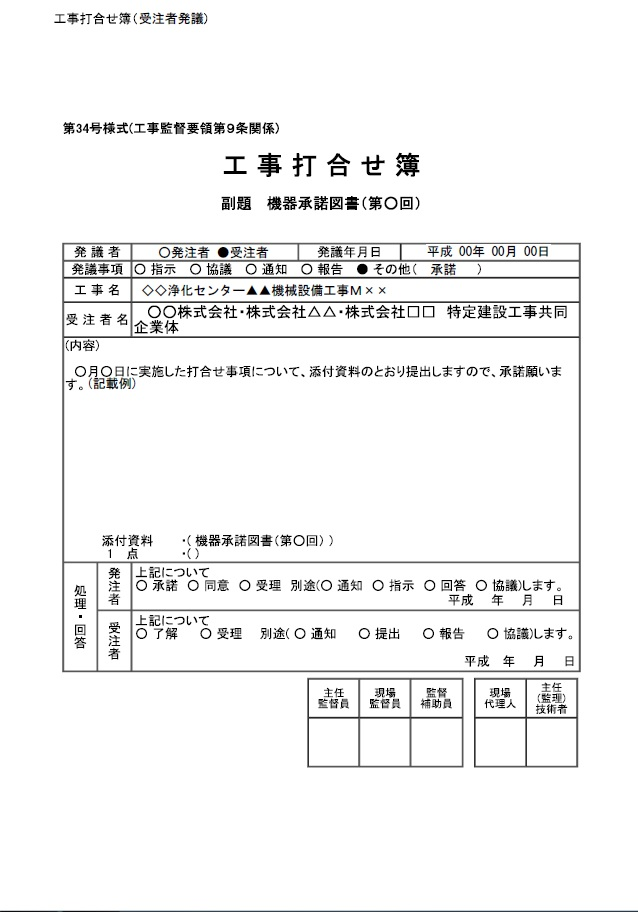 工事打合せ簿（受注者発議）
第34号様式(工事監督要領第９条関係)
工事打合せ簿
副題　機器承諾図書（第〇回）
発議者　〇発注者 ●受注者　発議年月日　平成 00年 00月 00日
発議事項　〇 指示　〇 協議　〇 通知　〇 報告　● その他（　承諾　　）
工事名　◇◇浄化センター▲▲機械設備工事Ｍ××
受注者名　〇〇株式会社・株式会社△△・株式会社□□　特定建設工事共同
企業体
(内容)
〇月〇日に実施した打合せ事項について、添付資料のとおり提出しますので、承諾願いま
す。(記載例)
添付資料　・( 機器承諾図書(第〇回) )
１　点　・( )
処理・回答
発注者
上記について
〇 承諾　〇 同意　〇 受理　別途(〇 通知　〇 指示　〇 回答　〇 協議)します。
平成　年　月　日
受注者
上記について
〇 了解　〇 受理　別途( 〇 通知　〇 提出　〇 報告　〇 協議)します。
平成　年　月　日
主任
監督員
現場
監督員
監督
補助員
現場
代理人
主任
(監理)
技術者